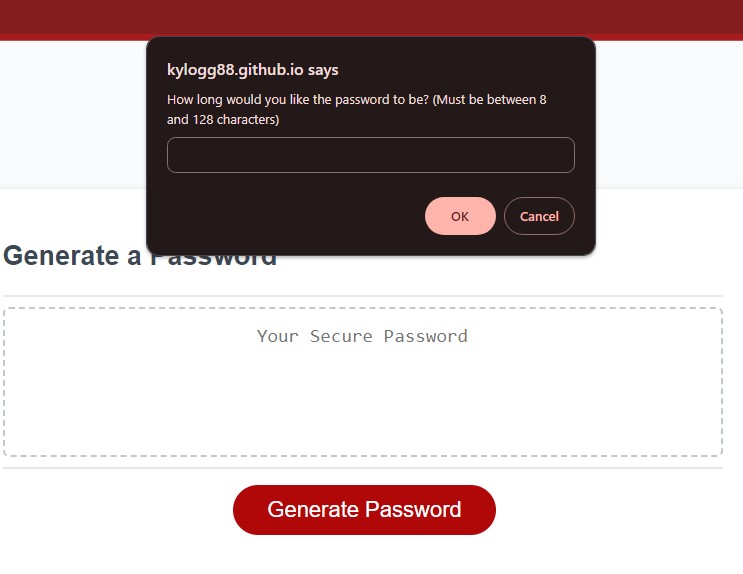 kylogg88.github.io says
How long would you like the password to be? (Must be between 8
and 128 characters)
OK
Cancel
Generate a Password
Your Secure Password
Generate Password